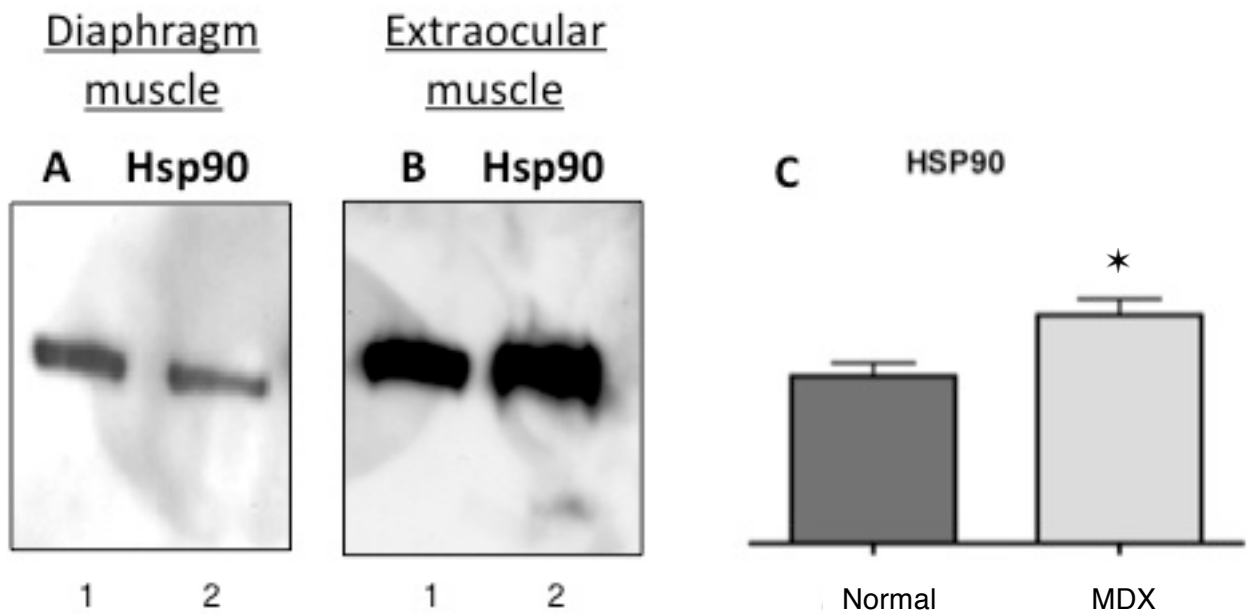 Diaphragm
muscle
Extraocular
muscle
A Hsp90
B Hsp90
C HSP90
1 2
1 2
Normal MDX